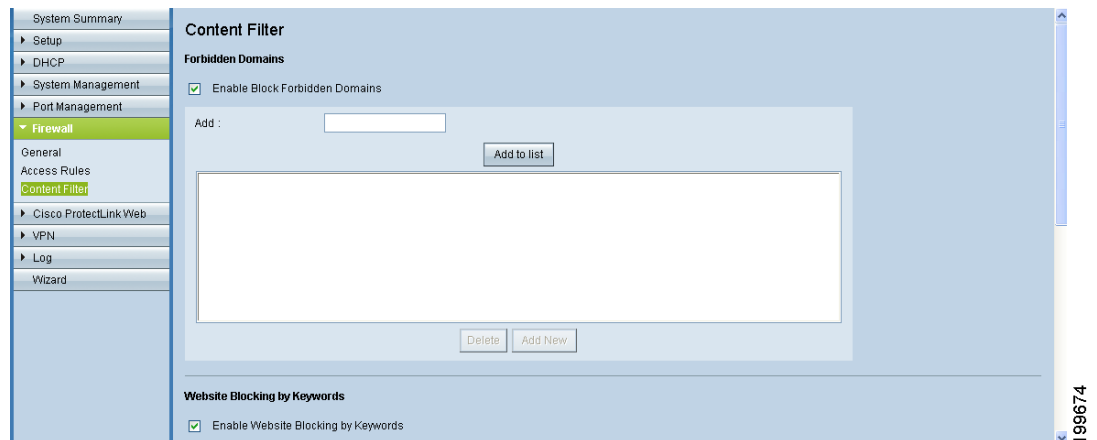 System Summary
Setup
DHCP
System Management
Port Management
Firewall
General
Access Rules
Content Filter
Cisco ProtectLink Web
VPN
Log
Wizard
Content Filter
Forbidden Domains
Enable Block Forbidden Domains
Add :
Add to list
Delete
Add New
Website Blocking by Keywords
Enable Website Blocking by Keywords
199674